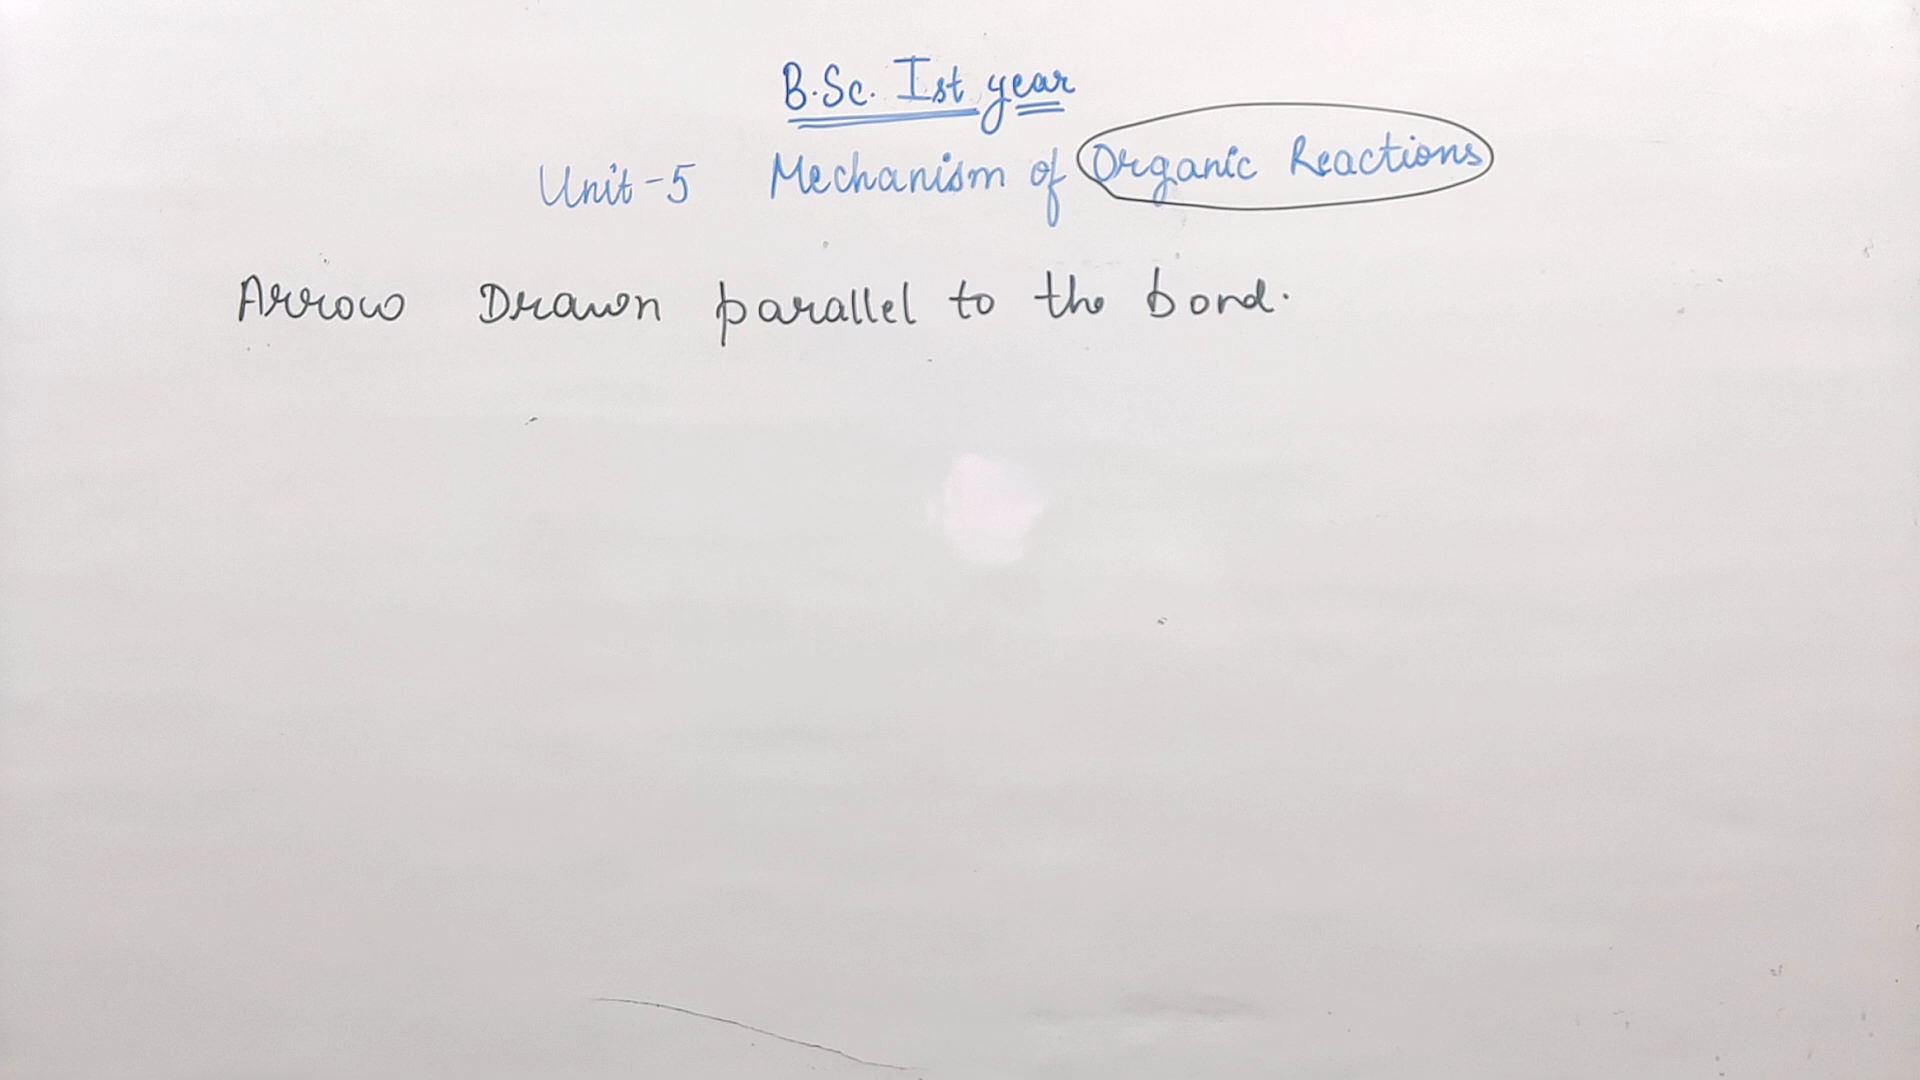 B.Sc. Ist year
Unit-5 Mechanism of Organic Reactions
Arrow Drawn parallel to the bond.